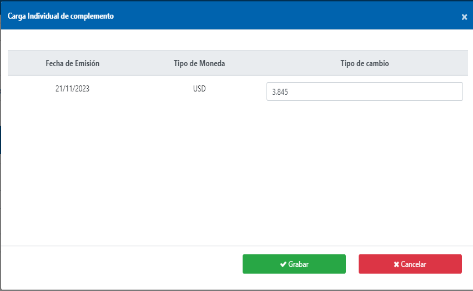 Carga Individual de complemento
Fecha de Emisión Tipo de Moneda Tipo de cambio
21/11/2023 USD 3.845
Grabar Cancelar